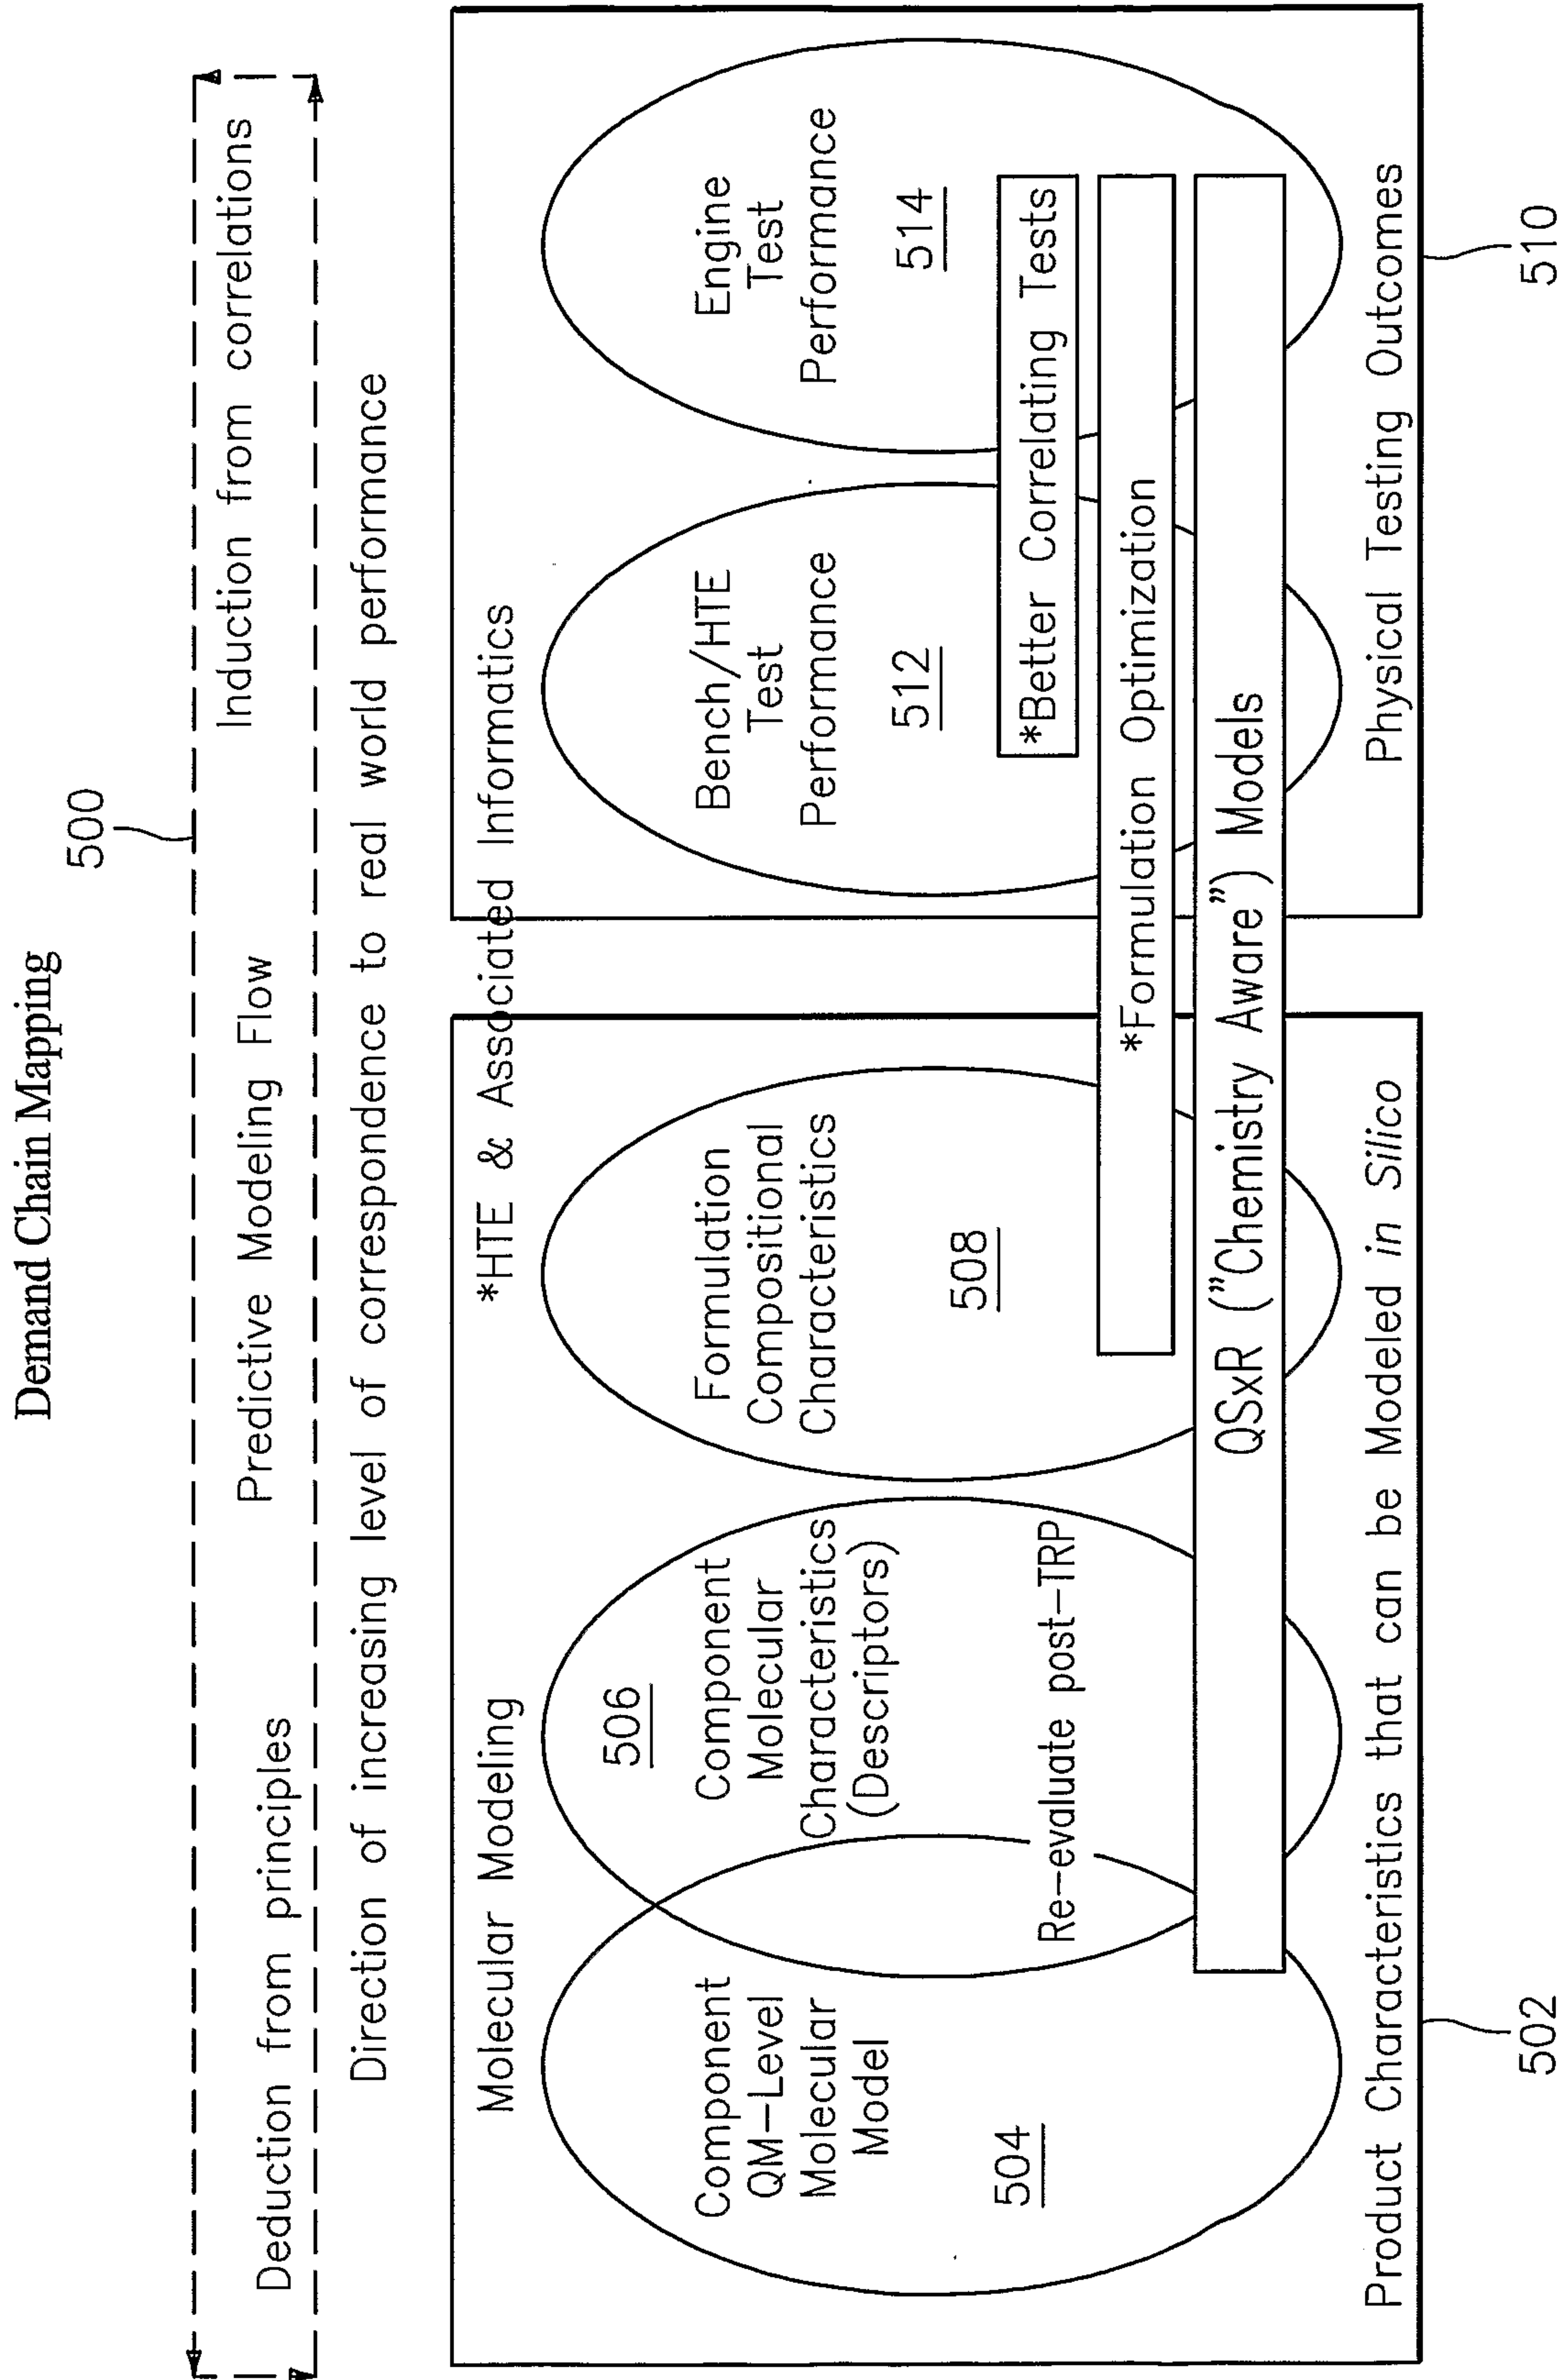 Demand Chain Mapping
500
Deduction from principles
Predictive Modeling Flow
Induction from correlations
Direction of increasing level of correspondence to real world performance
Molecular Modeling
*HTE & Associated Informatics
Component
QM-Level
Molecular
Model
504
506
Component
Molecular
Characteristics
(Descriptors)
Re-evaluate post-TRP
Formulation
Compositional
Characteristics
508
Bench/HTE
Test
Performance
512
Engine
Test
Performance
514
*Better Correlating Tests
*Formulation Optimization
QSxR ("Chemistry Aware") Models
Product Characteristics that can be Modeled in Silico
Physical Testing Outcomes
502
510